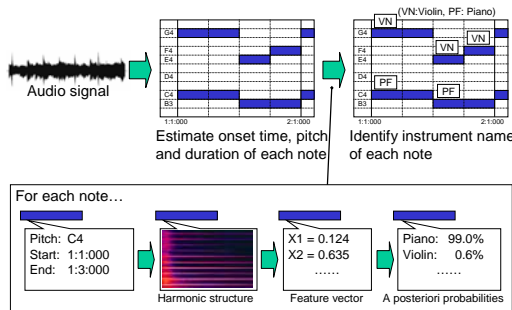 (VN:Violin, PF: Piano)
G4
F4
E4
D4
C4
B3
1:1:000 2:1:000
G4
F4
E4
D4
C4
B3
VN
VN
VN
PF
PF
1:1:000 2:1:000
Audio signal
Estimate onset time, pitch
and duration of each note
Identify instrument name
of each note
For each note…
Pitch: C4
Start: 1:1:000
End: 1:3:000
Harmonic structure
X1 = 0.124
X2 = 0.635
......
Feature vector
Piano: 99.0%
Violin: 0.6%
......
A posteriori probabilities